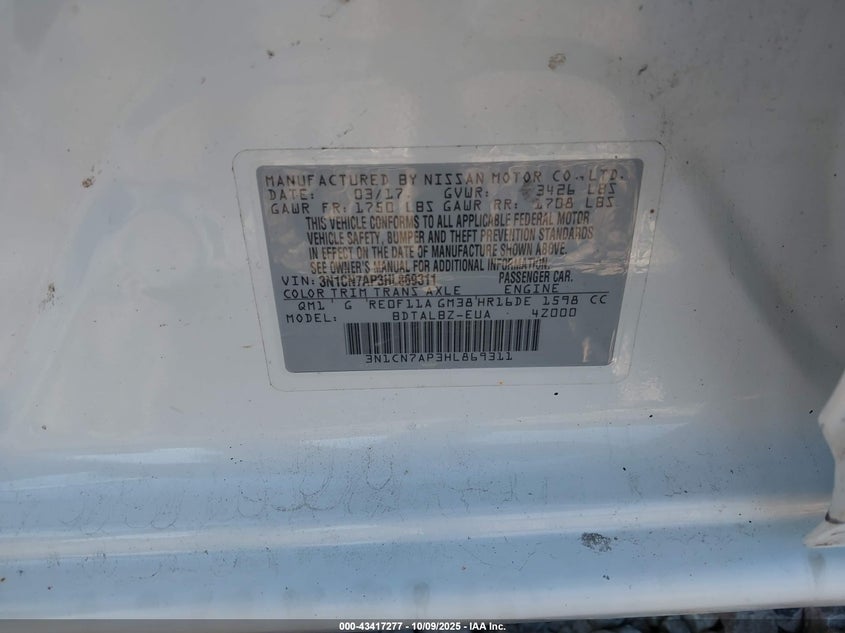 MANUFACTURED BY NISSAN MOTOR CO.,LTD.
DATE: 03/17 GVWR: 3426 LBS
GAWR FR: 1750 LBS GAWR RR: 1708 LBS
THIS VEHICLE CONFORMS TO ALL APPLICABLE FEDERAL MOTOR
VEHICLE SAFETY, BUMPER AND THEFT PREVENTION STANDARDS
IN EFFECT ON THE DATE OF MANUFACTURE SHOWN ABOVE.
SEE OWNER'S MANUAL FOR ADDITIONAL INFORMATION.
VIN: 3N1CN7AP3HL869311 PASSENGER CAR.
COLOR TRIM TRANS AXLE ENGINE
QM1 G RE0F11A GM38 HR16DE 1598 CC
MODEL: BDTALBZ-EUA 4Z000
3N1CN7AP3HL869311
000-43417277 - 10/09/2025 - IAA Inc.